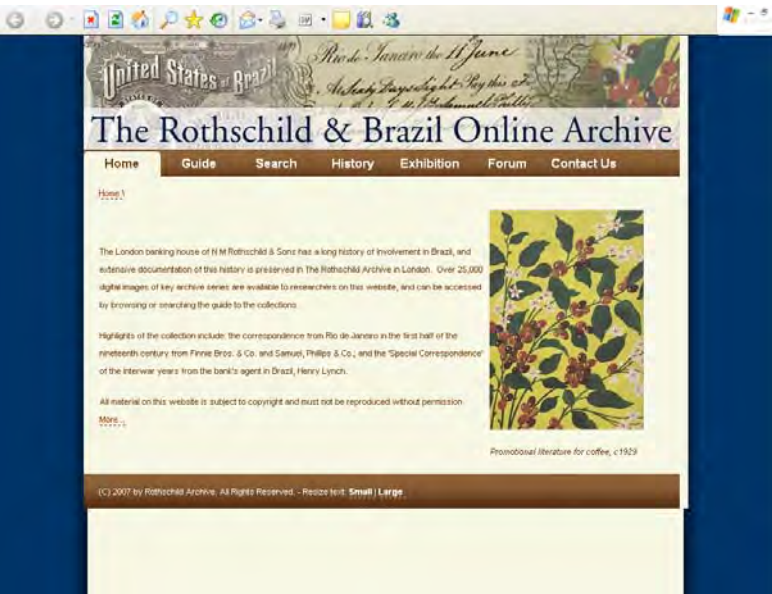 United States of Brazil
Rio de Janeiro the 11 June
At Sixty Days Sight Pay this
The Rothschild & Brazil Online Archive
Home Guide Search History Exhibition Forum Contact Us
Home \
The London banking house of N M Rothschild & Sons has a long history of involvement in Brazil, and
extensive documentation of this history is preserved in The Rothschild Archive in London. Over 25,000
digital images of key archive series are available to researchers on this website, and can be accessed
by browsing or searching the guide to the collections.
Highlights of the collection include: the correspondence from Rio de Janeiro in the first half of the
nineteenth century from Finnie Bros. & Co. and Samuel, Phillips & Co.; and the 'Special Correspondence'
of the interwar years from the bank's agent in Brazil, Henry Lynch.
All material on this website is subject to copyright and must not be reproduced without permission.
More...
Promotional literature for coffee, c1929
(C) 2007 by Rothschild Archive. All Rights Reserved. - Resize text: Small | Large